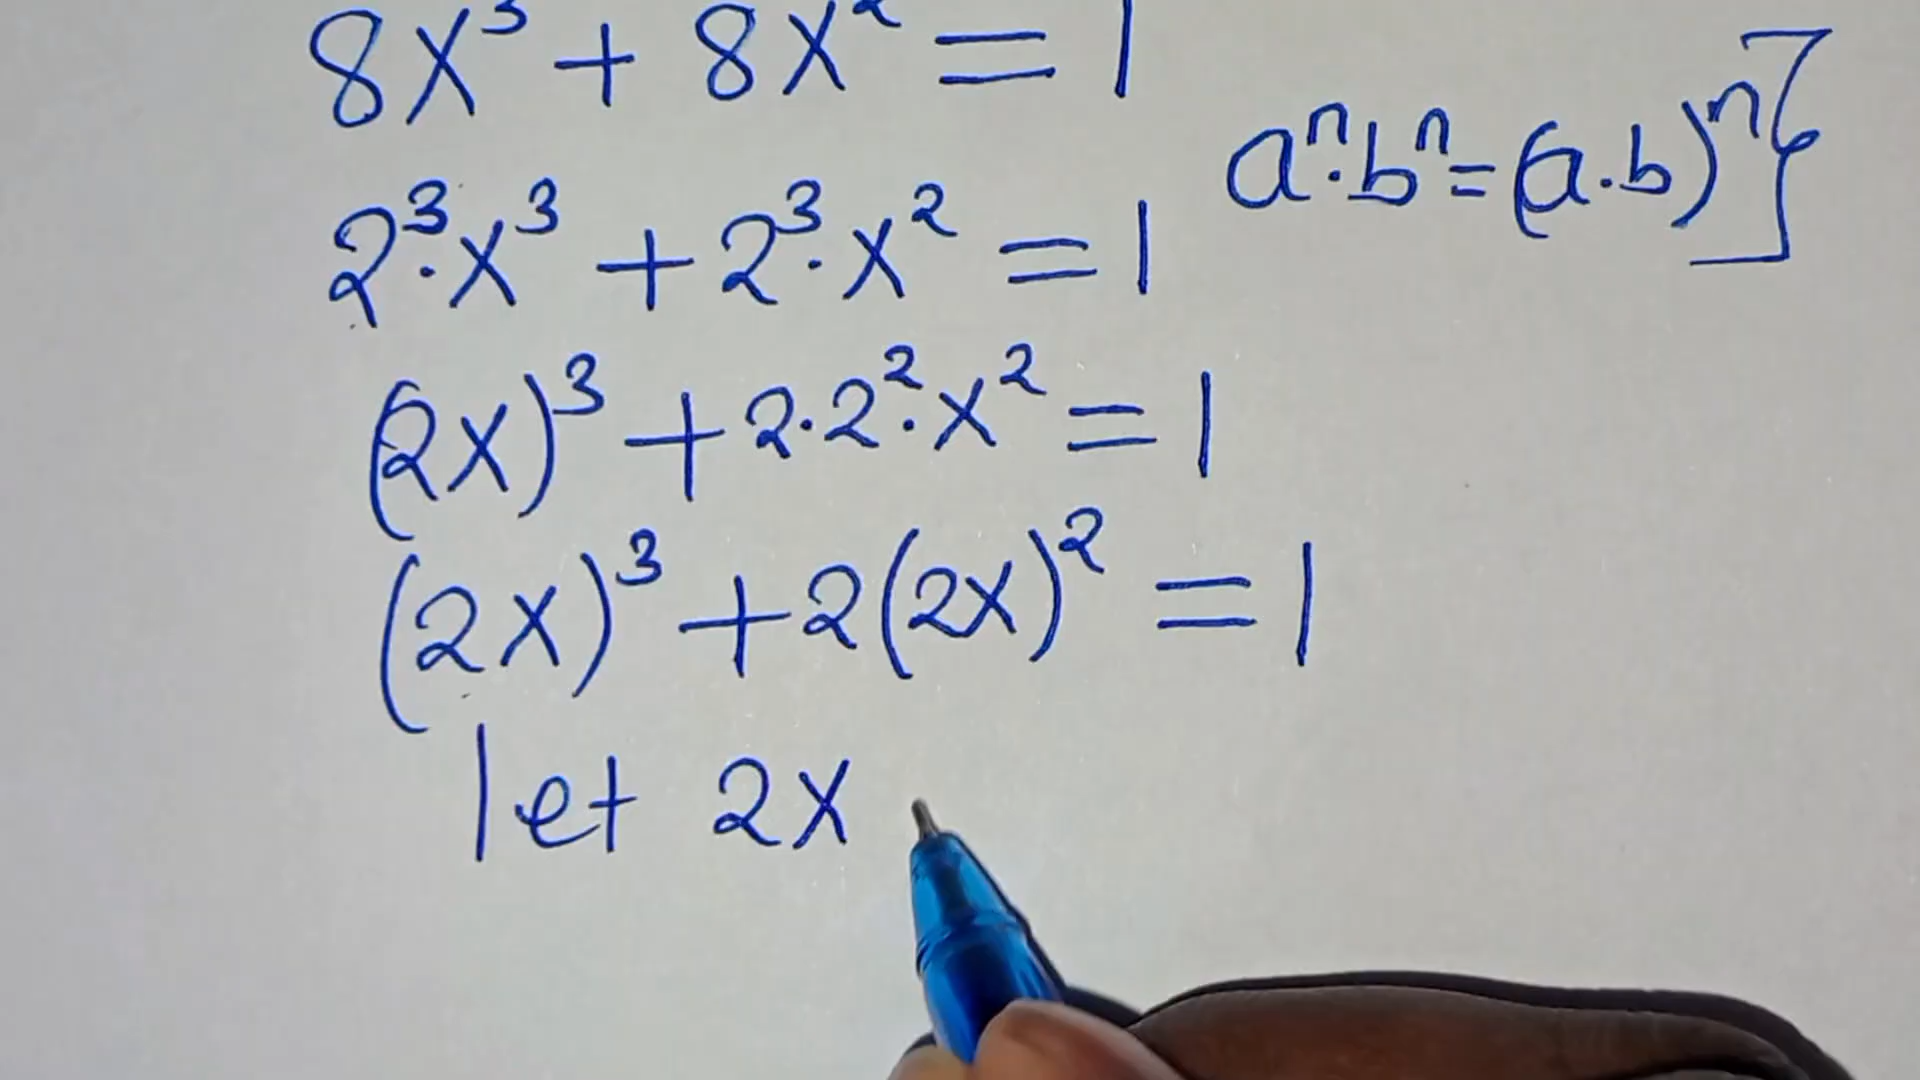 8x³ + 8x² = 1
aⁿ·bⁿ = (a.b)ⁿ]
2³·x³ + 2³·x² = 1
(2x)³ + 2·2²·x² = 1
(2x)³ + 2(2x)² = 1
let 2x